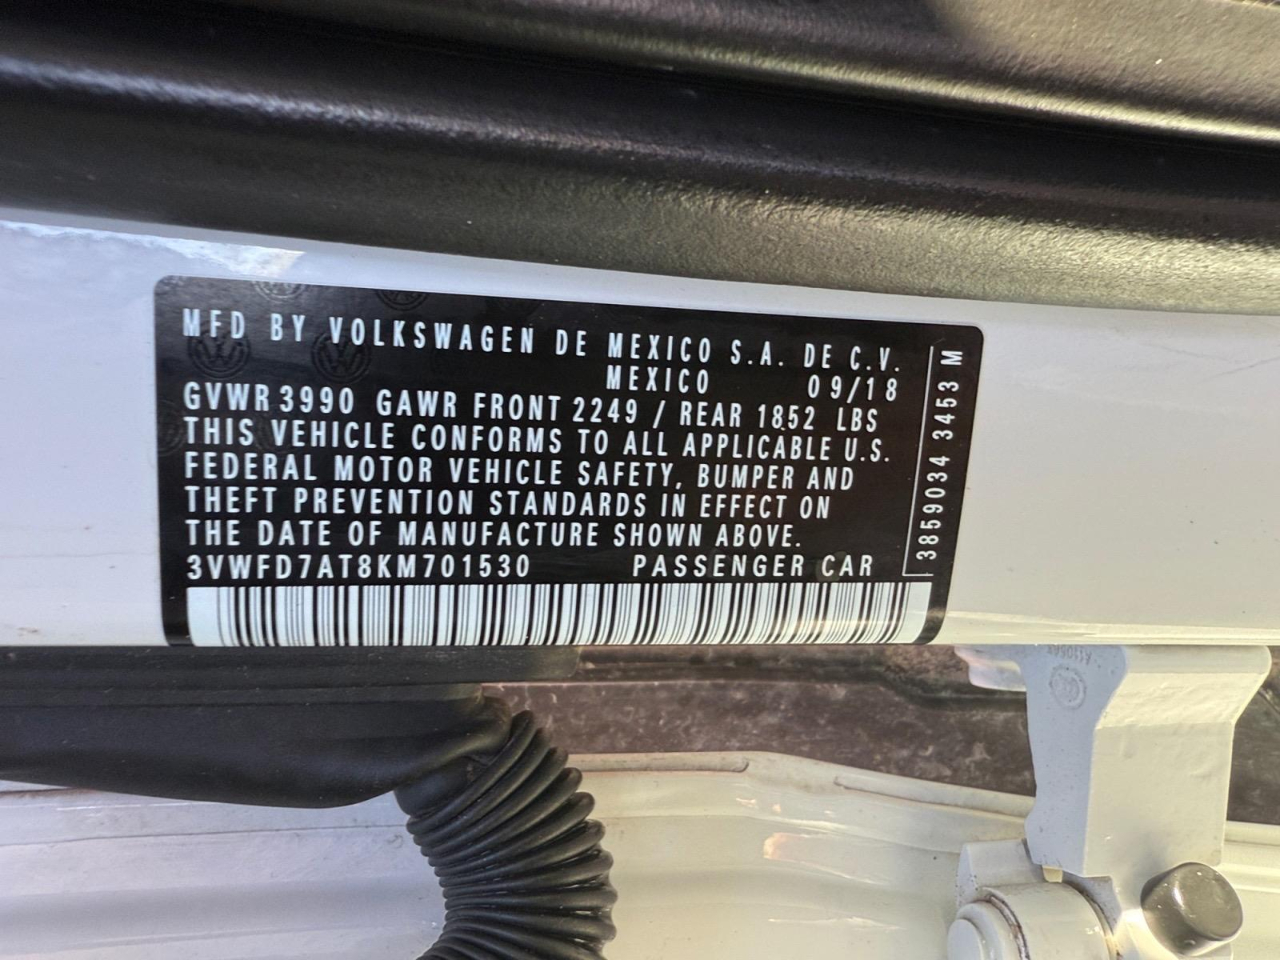 MFD BY VOLKSWAGEN DE MEXICO S.A. DE C.V.
MEXICO 09/18
GVWR 3990 GAWR FRONT 2249 / REAR 1852 LBS
THIS VEHICLE CONFORMS TO ALL APPLICABLE U.S.
FEDERAL MOTOR VEHICLE SAFETY, BUMPER AND
THEFT PREVENTION STANDARDS IN EFFECT ON
THE DATE OF MANUFACTURE SHOWN ABOVE.
3VWFD7AT8KM701530 PASSENGER CAR
3859034 3453 M